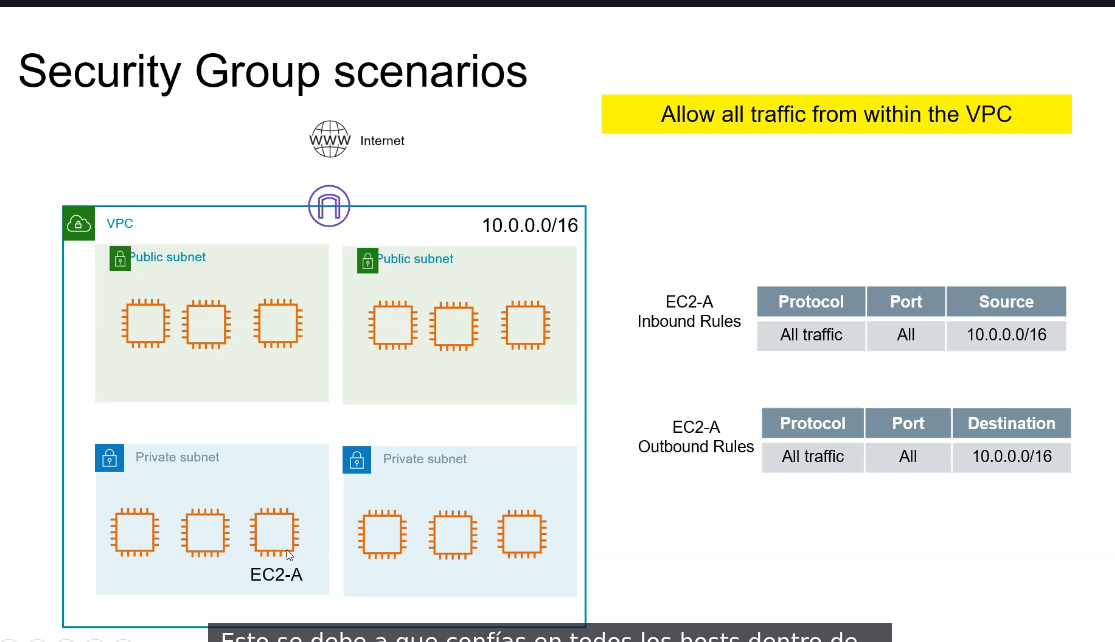 Security Group scenarios
Allow all traffic from within the VPC
WWW
Internet
VPC
10.0.0.0/16
Public subnet
Public subnet
Private subnet
Private subnet
EC2-A
EC2-A
Inbound Rules
Protocol Port Source
All traffic All 10.0.0.0/16
EC2-A
Outbound Rules
Protocol Port Destination
All traffic All 10.0.0.0/16
Esto se debe a que confías en todos los hosts dentro de